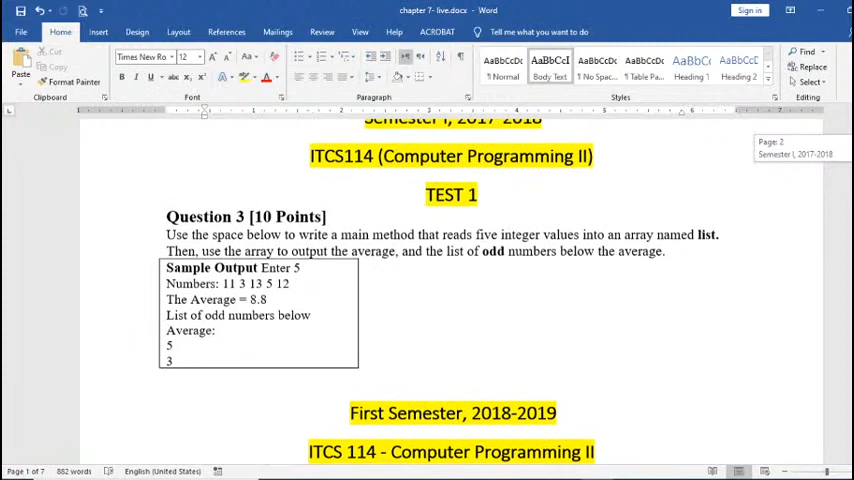 chapter 7- live.docx - Word
Sign in
File Home Insert Design Layout References Mailings Review View Help ACROBAT Tell me what you want to do
Cut
Copy
Format Painter
Paste
Clipboard
Times New Ro 12
Font
Paragraph
AaBbCcDc AaBbCcI AaBbCcDc AaBbCcDc AaBbCc AaBbCcD
¶ Normal Body Text ¶ No Spac... ¶ Table Pa... Heading 1 Heading 2
Styles
Find
Replace
Select
Editing
Page: 2
Semester I, 2017-2018
Semester I, 2017-2018
ITCS114 (Computer Programming II)
TEST 1
Question 3 [10 Points]
Use the space below to write a main method that reads five integer values into an array named list.
Then, use the array to output the average, and the list of odd numbers below the average.
Sample Output Enter 5
Numbers: 11 3 13 5 12
The Average = 8.8
List of odd numbers below
Average:
5
3
First Semester, 2018-2019
ITCS 114 - Computer Programming II
Page 1 of 7 882 words English (United States)